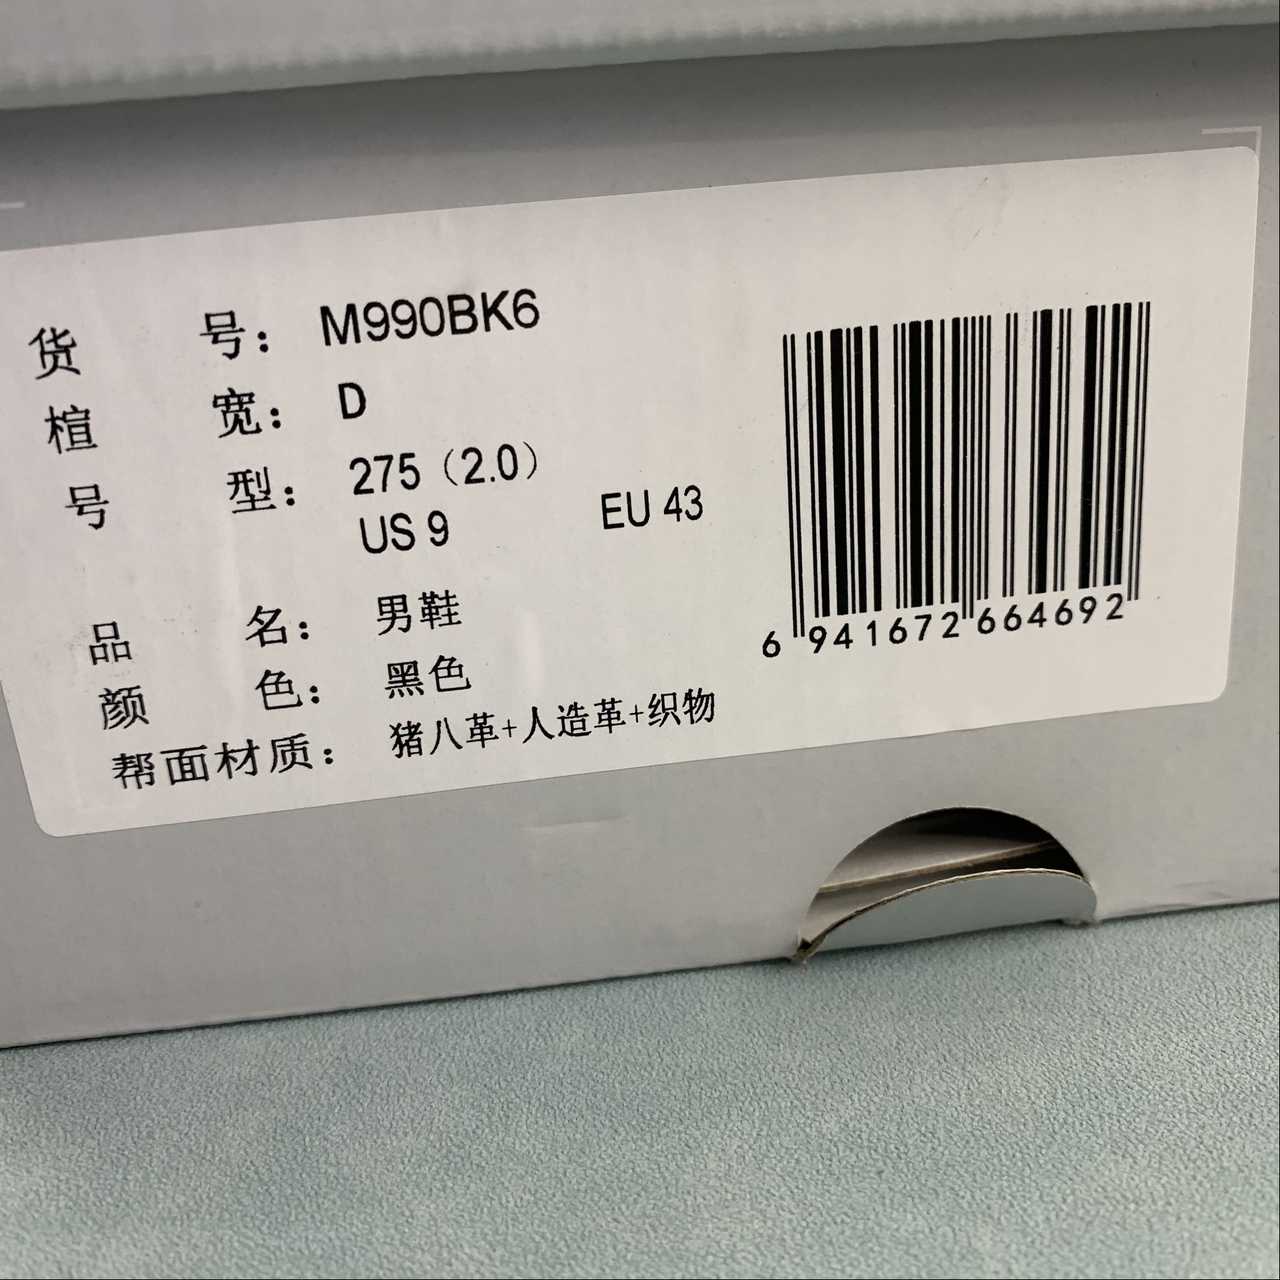 货 号： M990BK6
楦 宽： D
号 型： 275（2.0）
US 9 EU 43
品 名： 男鞋
颜 色： 黑色
帮面材质： 猪八革+人造革+织物
6 941672 664692